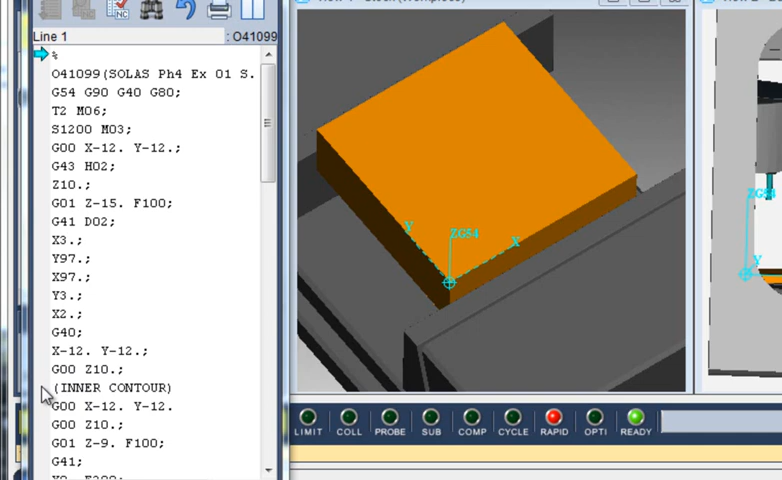 Line 1 : O41099
%
O41099(SOLAS Ph4 Ex 01 S.
G54 G90 G40 G80;
T2 M06;
S1200 M03;
G00 X-12. Y-12.;
G43 H02;
Z10.;
G01 Z-15. F100;
G41 D02;
X3.;
Y97.;
X97.;
Y3.;
X2.;
G40;
X-12. Y-12.;
G00 Z10.;
(INNER CONTOUR)
G00 X-12. Y-12.
G00 Z10.;
G01 Z-9. F100;
G41;
NC
Y
ZG54
X
Y
LIMIT COLL PROBE SUB COMP CYCLE RAPID OPTI READY